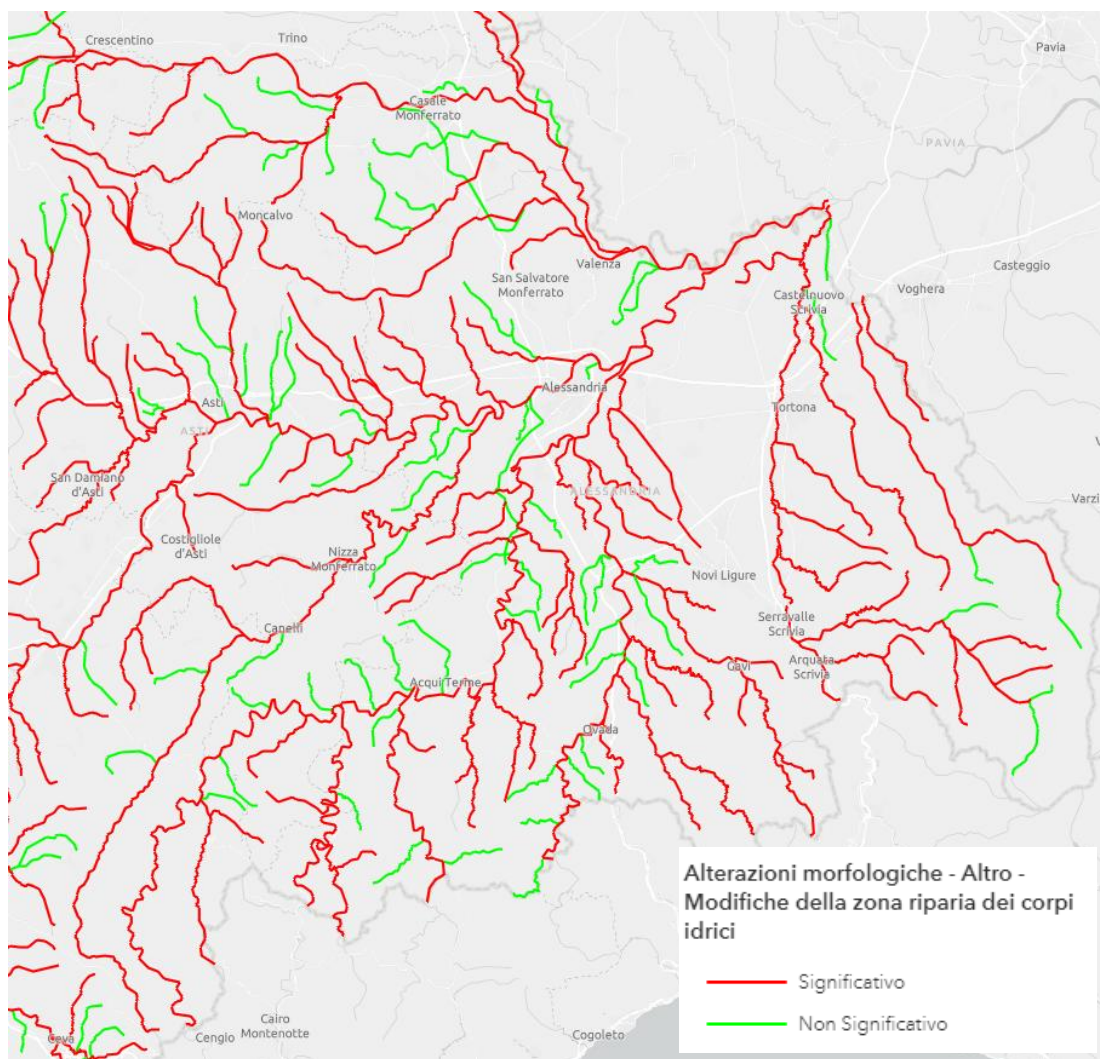 Crescentino
Trino
Pavia
Casale
Monferrato
PAVIA
Moncalvo
Valenza
San Salvatore
Monferrato
Casteggio
Voghera
Castelnuovo
Scrivia
Alessandria
Asti
ASTI
Tortona
San Damiano
d'Asti
ALESSANDRIA
Varzi
Costigliole
d'Asti
Nizza
Monferrato
Novi Ligure
Canelli
Serravalle
Scrivia
Gavi
Arquata
Scrivia
Acqui Terme
Ovada
Ceva
Cengio
Cairo
Montenotte
Cogoleto
Alterazioni morfologiche - Altro -
Modifiche della zona riparia dei corpi
idrici
Significativo
Non Significativo